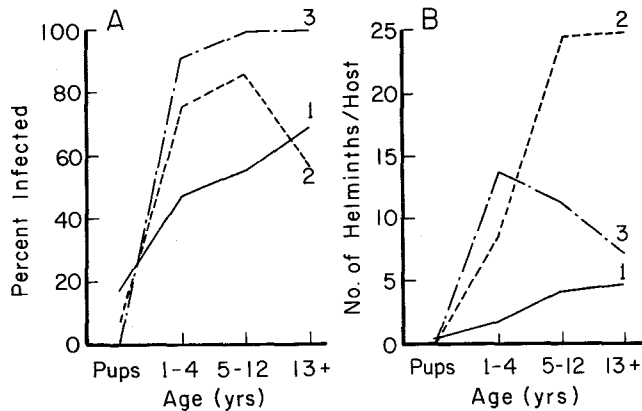 A
100
80
60
40
20
0
Percent Infected
3
1
2
Pups 1-4 5-12 13+
Age (yrs)
B
25
20
15
10
5
0
No. of Helminths/Host
2
3
1
Pups 1-4 5-12 13+
Age (yrs)